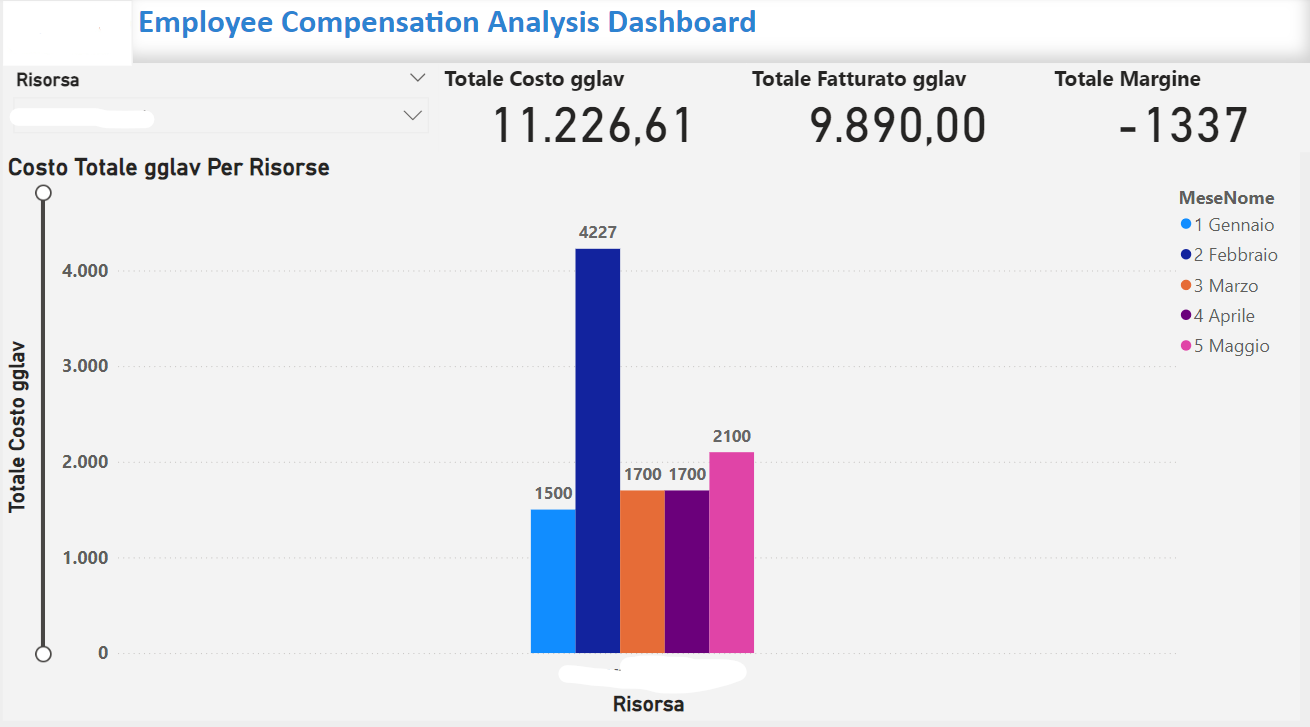 Employee Compensation Analysis Dashboard
Risorsa
Totale Costo gglav
11.226,61
Totale Fatturato gglav
9.890,00
Totale Margine
-1337
Costo Totale gglav Per Risorse
Totale Costo gglav
4.000
3.000
2.000
1.000
0
1500
4227
1700
1700
2100
Risorsa
MeseNome
1 Gennaio
2 Febbraio
3 Marzo
4 Aprile
5 Maggio